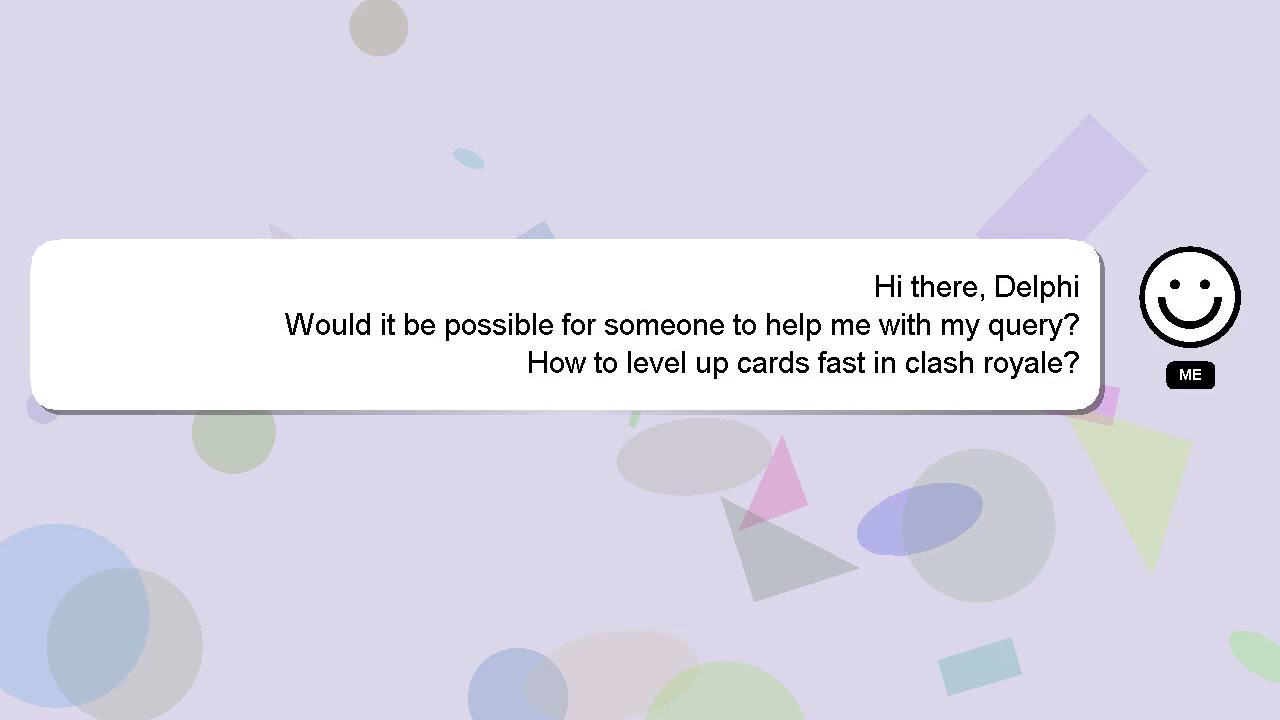 Hi there, Delphi
Would it be possible for someone to help me with my query?
How to level up cards fast in clash royale?
ME